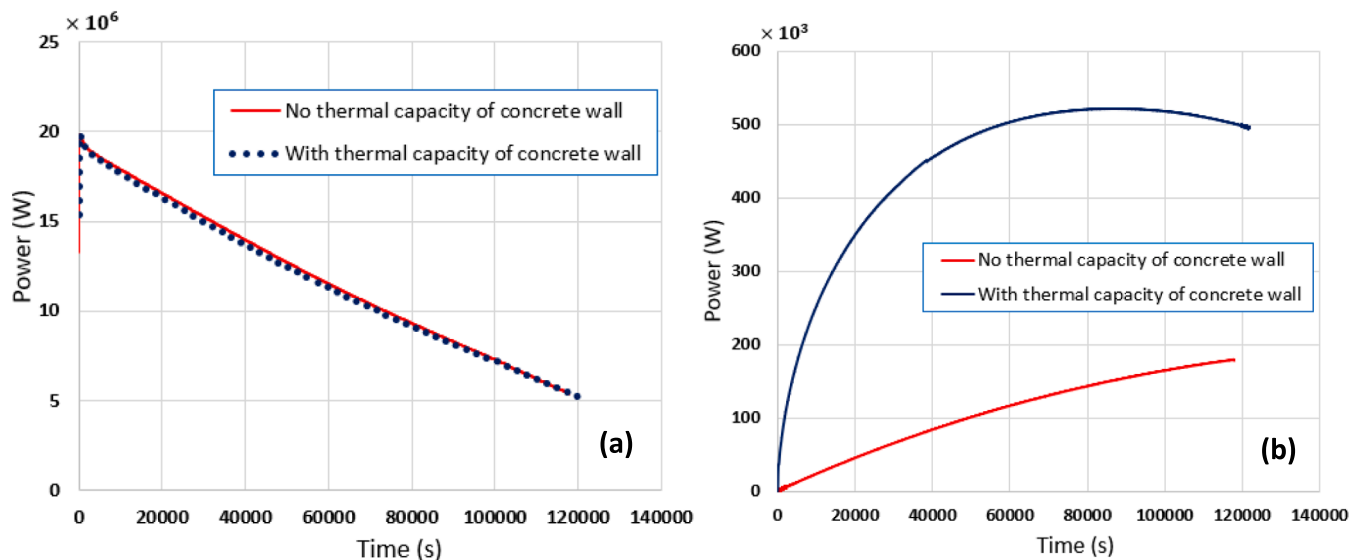 × 10⁶
25
20
15
10
5
0
Power (W)
No thermal capacity of concrete wall
With thermal capacity of concrete wall
(a)
0 20000 40000 60000 80000 100000 120000 140000
Time (s)
× 10³
600
500
400
300
200
100
0
Power (W)
No thermal capacity of concrete wall
With thermal capacity of concrete wall
(b)
0 20000 40000 60000 80000 100000 120000 140000
Time (s)